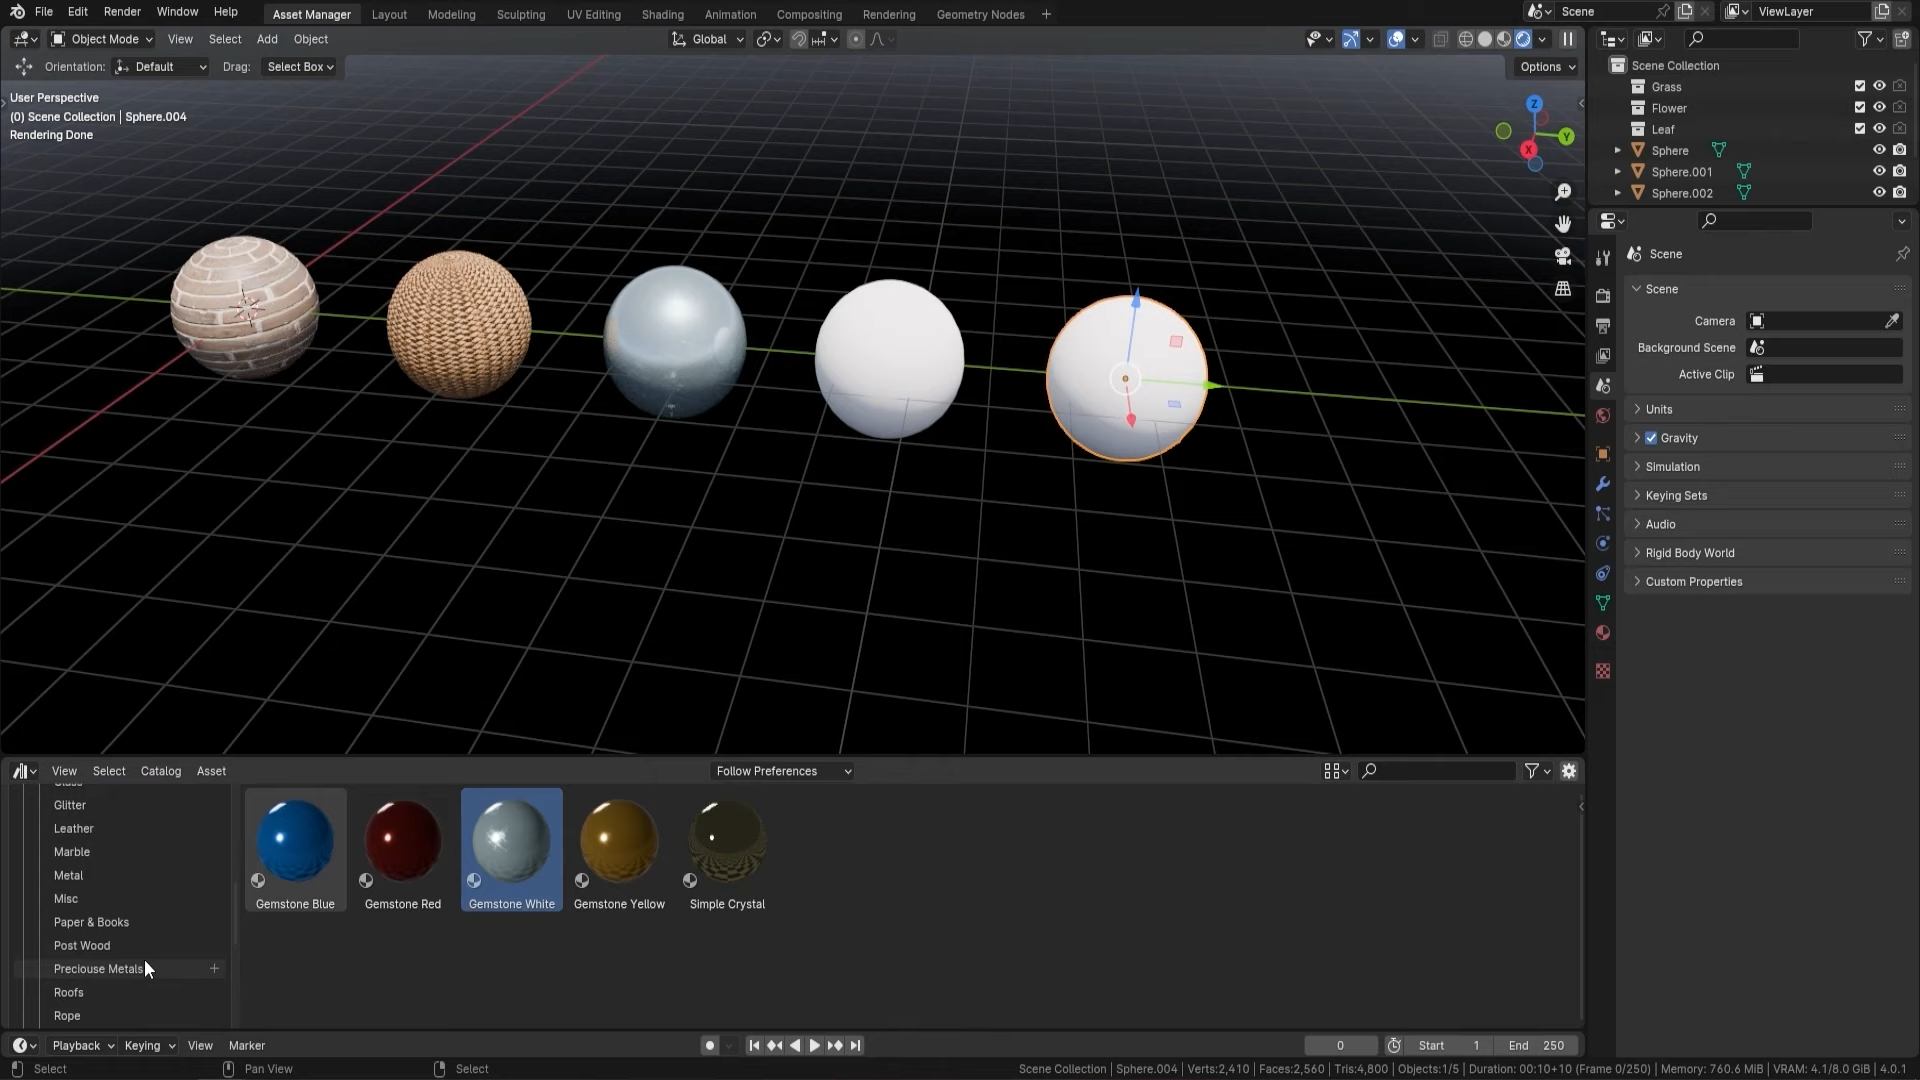 File Edit Render Window Help Asset Manager Layout Modeling Sculpting UV Editing Shading Animation Compositing Rendering Geometry Nodes + Scene ViewLayer
Object Mode View Select Add Object Global
Orientation: Default Drag: Select Box Options
User Perspective
(0) Scene Collection | Sphere.004
Rendering Done
Z
Y
X
Scene Collection
Grass
Flower
Leaf
Sphere
Sphere.001
Sphere.002
Scene
Scene
Camera
Background Scene
Active Clip
Units
Gravity
Simulation
Keying Sets
Audio
Rigid Body World
Custom Properties
View Select Catalog Asset Follow Preferences
Glitter
Leather
Marble
Metal
Misc
Paper & Books
Post Wood
Preciouse Metals +
Roofs
Rope
Gemstone Blue Gemstone Red Gemstone White Gemstone Yellow Simple Crystal
Playback Keying View Marker 0 Start 1 End 250
Select Pan View Select Scene Collection | Sphere.004 | Verts:2,410 | Faces:2,560 | Tris:4,800 | Objects:1/5 | Duration: 00:10+10 (Frame 0/250) | Memory: 760.6 MiB | VRAM: 4.1/8.0 GiB | 4.0.1